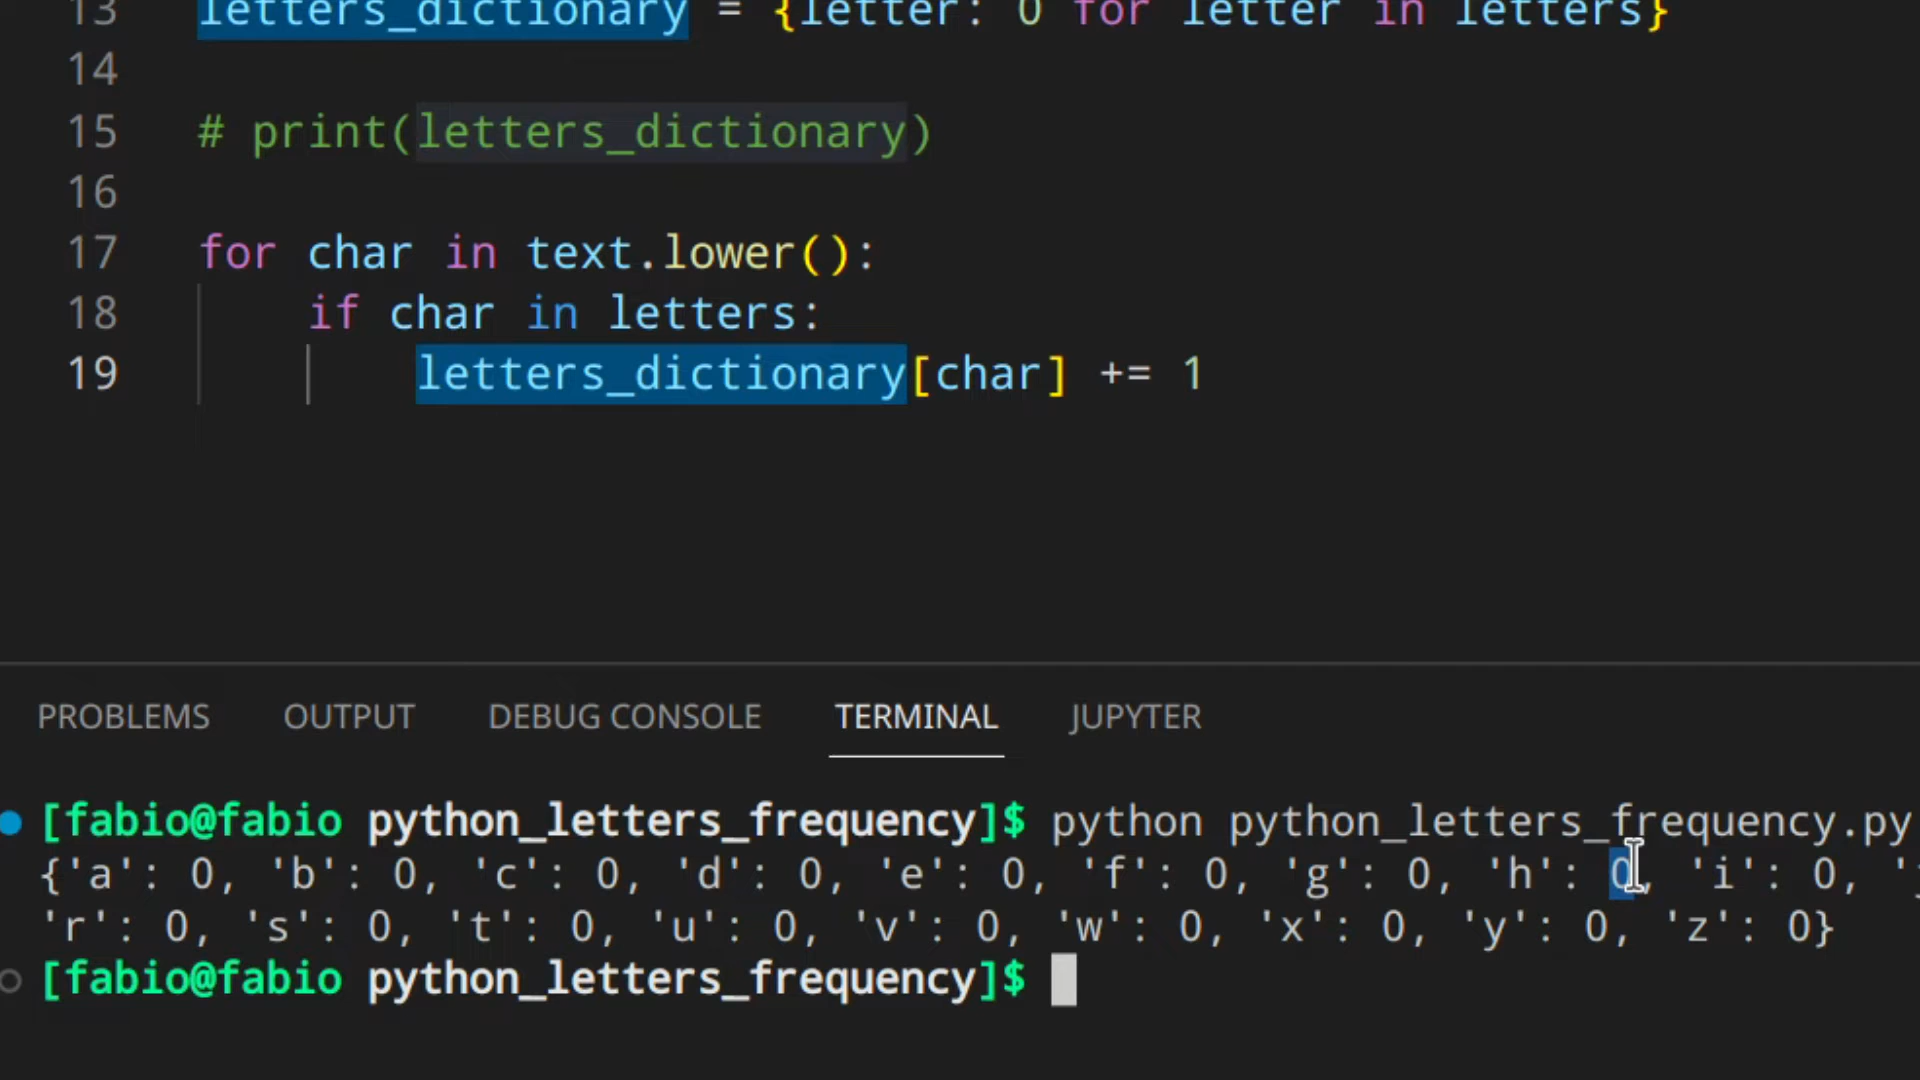 13 letters_dictionary = {letter: 0 for letter in letters}
14
15 # print(letters_dictionary)
16
17 for char in text.lower():
18 if char in letters:
19 letters_dictionary[char] += 1
PROBLEMS OUTPUT DEBUG CONSOLE TERMINAL JUPYTER
[fabio@fabio python_letters_frequency]$ python python_letters_frequency.py
{'a': 0, 'b': 0, 'c': 0, 'd': 0, 'e': 0, 'f': 0, 'g': 0, 'h': 0, 'i': 0, '
'r': 0, 's': 0, 't': 0, 'u': 0, 'v': 0, 'w': 0, 'x': 0, 'y': 0, 'z': 0}
[fabio@fabio python_letters_frequency]$